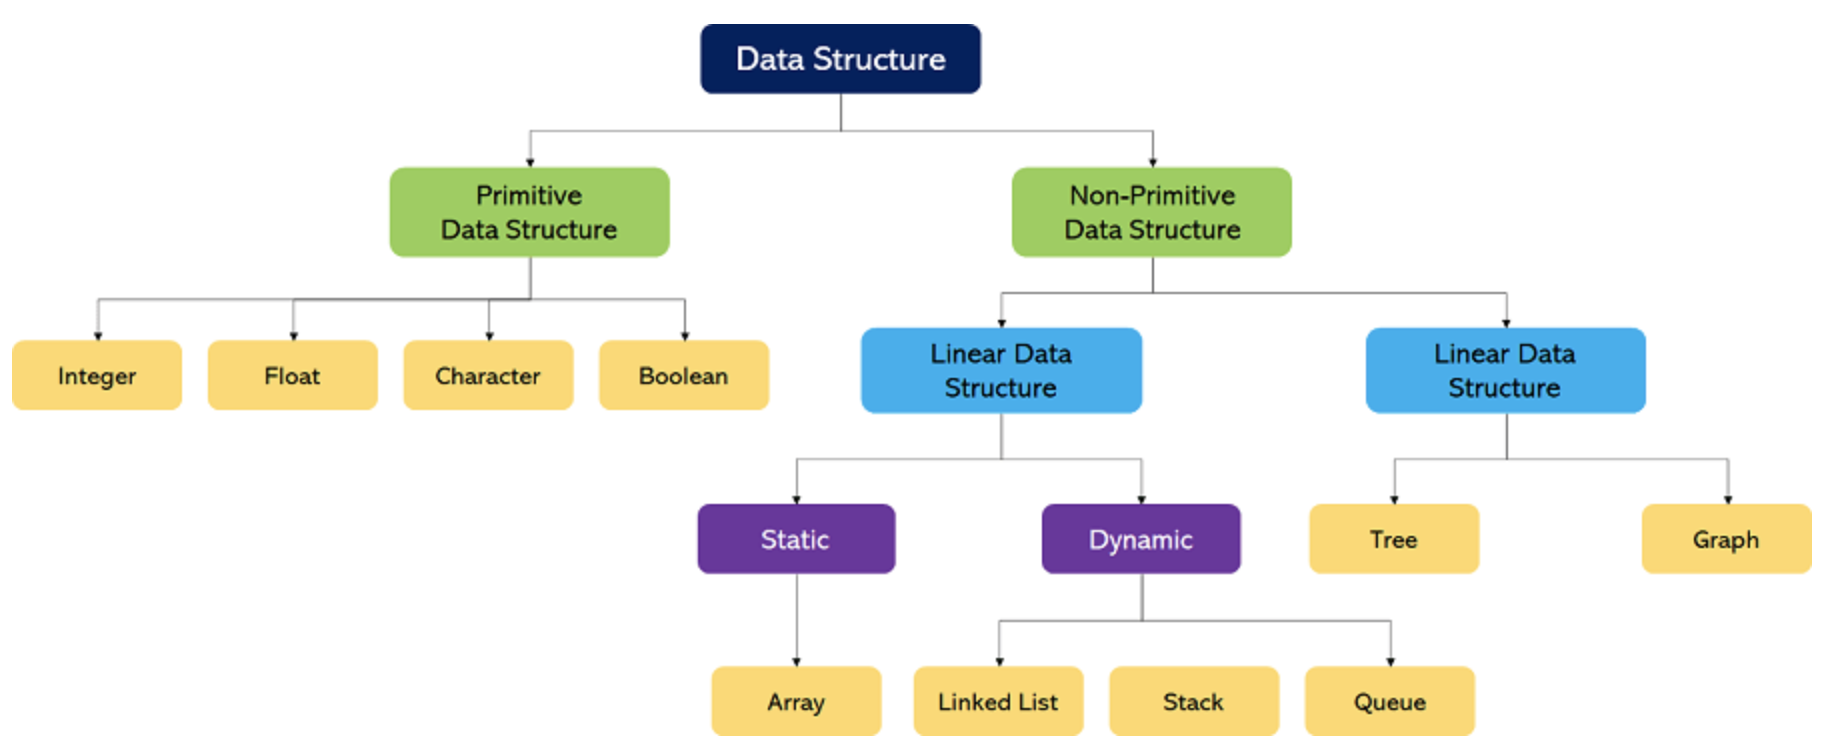 Data Structure
Primitive
Data Structure
Non-Primitive
Data Structure
Integer
Float
Character
Boolean
Linear Data
Structure
Linear Data
Structure
Static
Dynamic
Tree
Graph
Array
Linked List
Stack
Queue